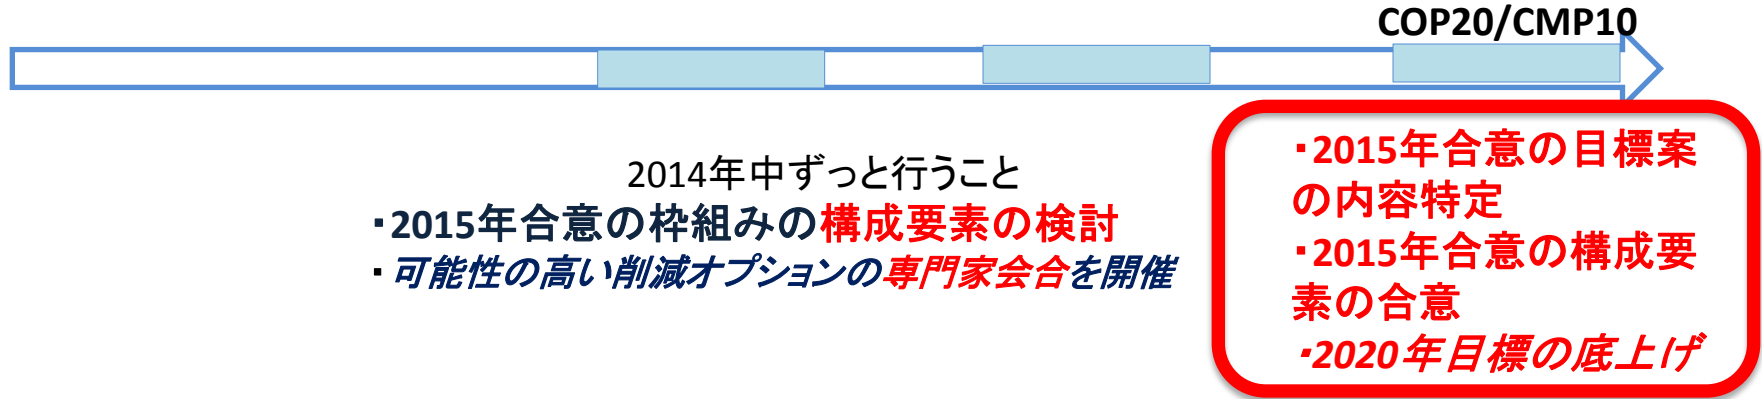 COP20/CMP10
2014年中ずっと行うこと
・2015年合意の枠組みの構成要素の検討
・可能性の高い削減オプションの専門家会合を開催
・2015年合意の目標案
の内容特定
・2015年合意の構成要
素の合意
・2020年目標の底上げ